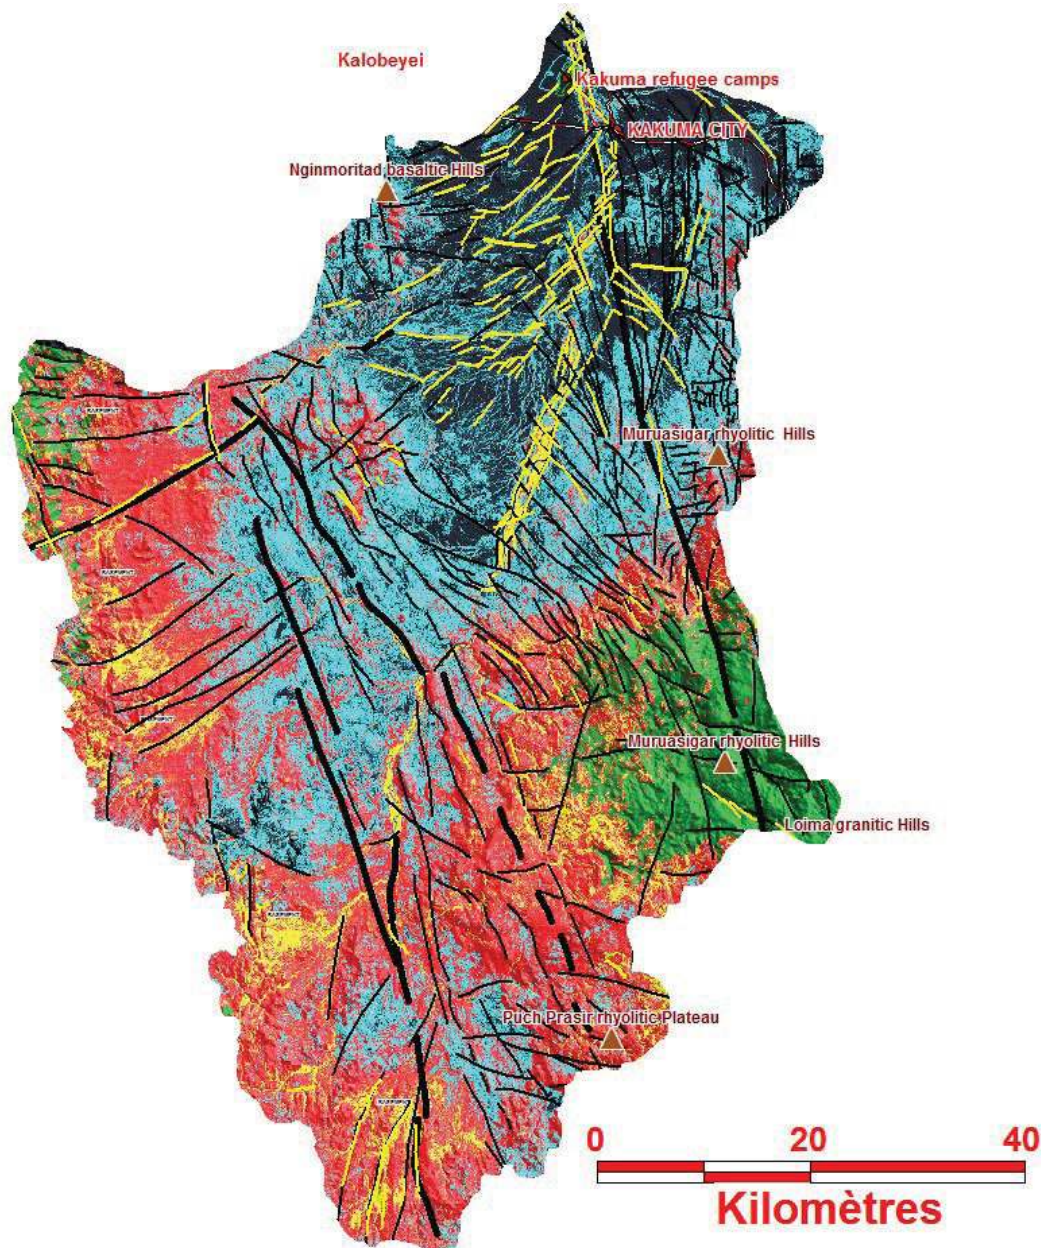 Kalobeyei
Kakuma refugee camps
KAKUMA CITY
Nginmoritad basaltic Hills
Muruasigar rhyolitic Hills
Muruasigar rhyolitic Hills
Loima granitic Hills
Puch Prasir rhyolitic Plateau
0 20 40
Kilomètres